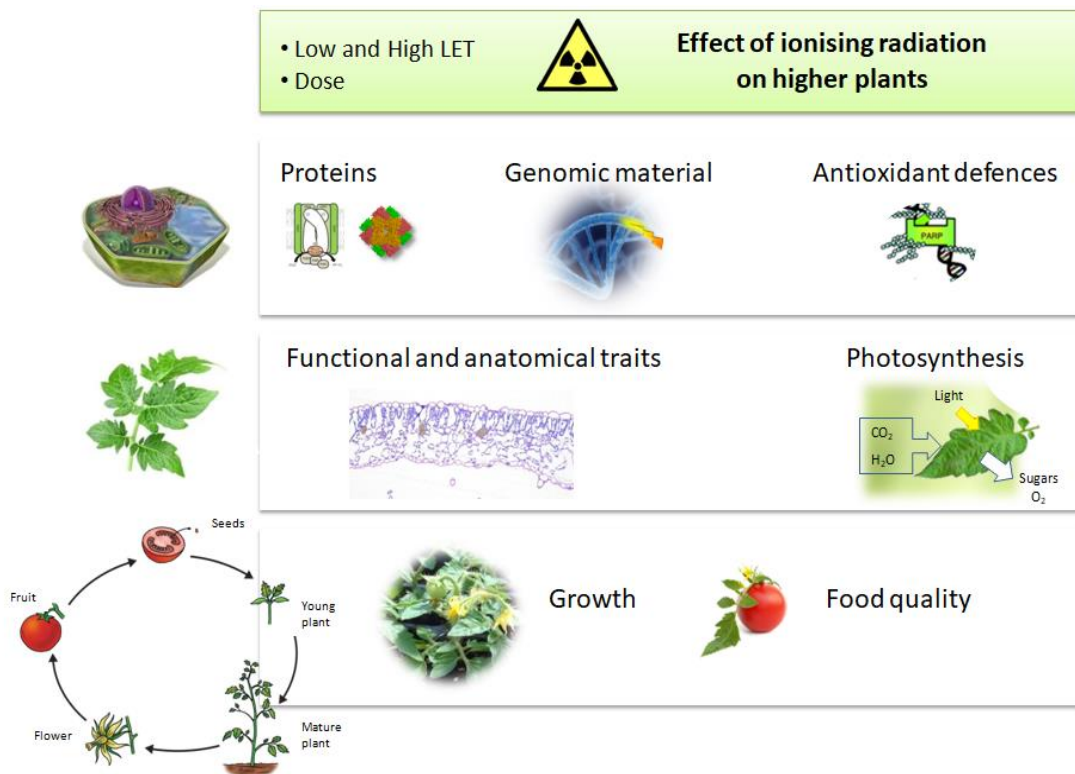 • Low and High LET
• Dose
Effect of ionising radiation
on higher plants
Proteins
Genomic material
Antioxidant defences
PARP
Functional and anatomical traits
Photosynthesis
Light
CO₂
H₂O
Sugars
O₂
Seeds
Young
plant
Mature
plant
Flower
Fruit
Growth
Food quality